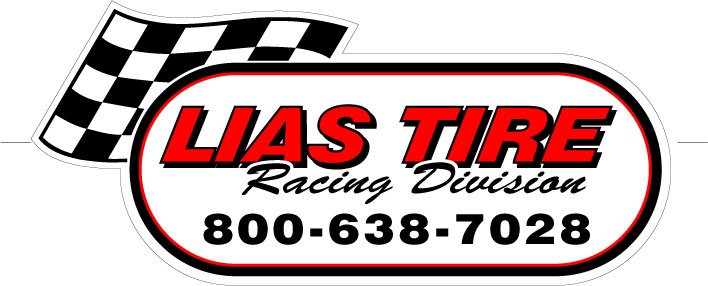 LIAS TIRE
Racing Division
800-638-7028